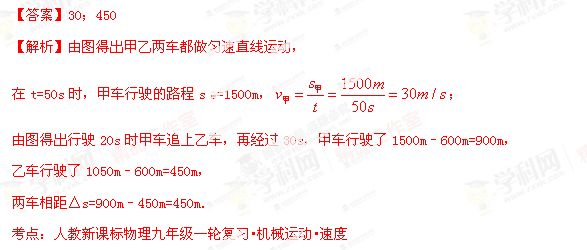 【答案】30；450
【解析】由图得出甲乙两车都做匀速直线运动，
在 t=50s 时，甲车行驶的路程 s 甲=1500m，v甲=s甲/t=1500m/50s=30m/s；
由图得出行驶 20s 时甲车追上乙车，再经过 30s，甲车行驶了 1500m﹣600m=900m，
乙车行驶了 1050m﹣600m=450m，
两车相距△s=900m﹣450m=450m．
考点：人教新课标物理九年级一轮复习•机械运动•速度